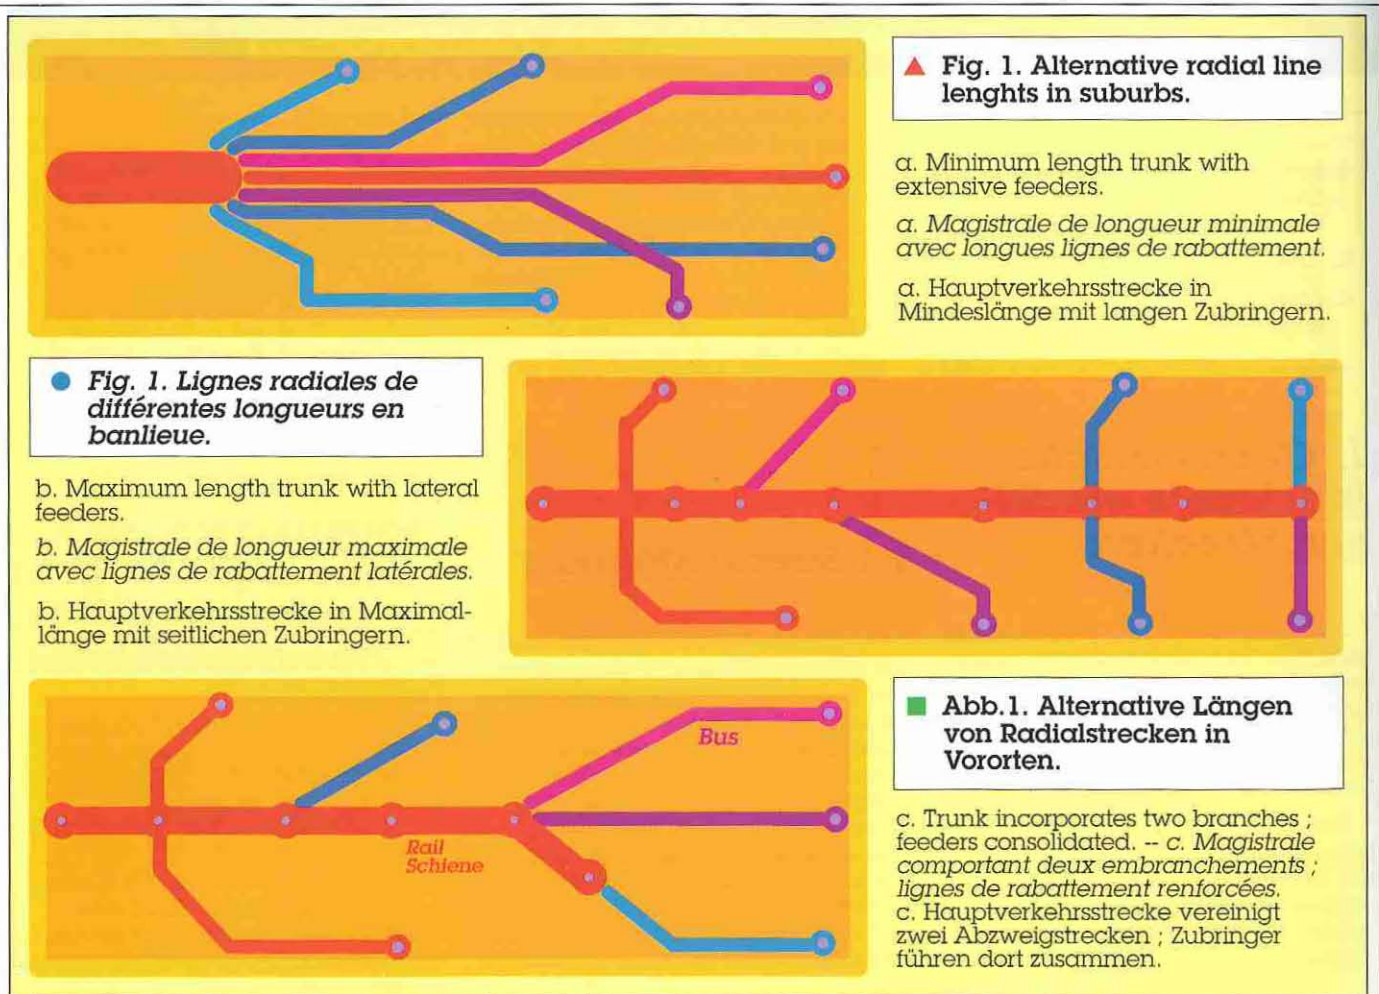 ▲ Fig. 1. Alternative radial line
lenghts in suburbs.
a. Minimum length trunk with
extensive feeders.
a. Magistrale de longueur minimale
avec longues lignes de rabattement.
a. Hauptverkehrsstrecke in
Mindeslänge mit langen Zubringern.
● Fig. 1. Lignes radiales de
différentes longueurs en
banlieue.
b. Maximum length trunk with lateral
feeders.
b. Magistrale de longueur maximale
avec lignes de rabattement latérales.
b. Hauptverkehrsstrecke in Maximal-
länge mit seitlichen Zubringern.
Bus
Rail
Schiene
■ Abb.1. Alternative Längen
von Radialstrecken in
Vororten.
c. Trunk incorporates two branches ;
feeders consolidated. -- c. Magistrale
comportant deux embranchements ;
lignes de rabattement renforcées.
c. Hauptverkehrsstrecke vereinigt
zwei Abzweigstrecken ; Zubringer
führen dort zusammen.